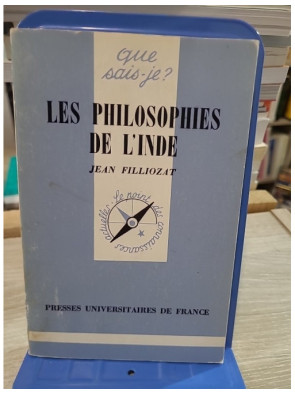 que
sais-je?
LES PHILOSOPHIES
DE L'INDE
JEAN FILLIOZAT
Le point des connaissances actuelles
PRESSES UNIVERSITAIRES DE FRANCE